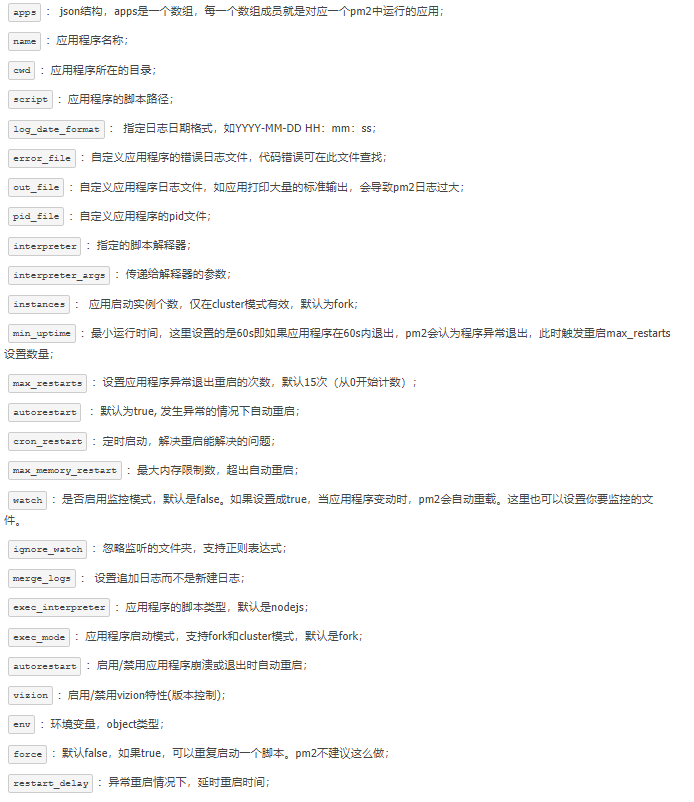 apps : json结构，apps是一个数组，每一个数组成员就是对应一个pm2中运行的应用；
name : 应用程序名称；
cwd : 应用程序所在的目录；
script : 应用程序的脚本路径；
log_date_format : 指定日志日期格式，如YYYY-MM-DD HH：mm：ss；
error_file : 自定义应用程序的错误日志文件，代码错误可在此文件查找；
out_file : 自定义应用程序日志文件，如应用打印大量的标准输出，会导致pm2日志过大；
pid_file : 自定义应用程序的pid文件；
interpreter : 指定的脚本解释器；
interpreter_args : 传递给解释器的参数；
instances : 应用启动实例个数，仅在cluster模式有效，默认为fork；
min_uptime : 最小运行时间，这里设置的是60s即如果应用程序在60s内退出，pm2会认为程序异常退出，此时触发重启max_restarts
设置数量；
max_restarts : 设置应用程序异常退出重启的次数，默认15次（从0开始计数）；
autorestart : 默认为true, 发生异常的情况下自动重启；
cron_restart : 定时启动，解决重启能解决的问题；
max_memory_restart : 最大内存限制数，超出自动重启；
watch : 是否启用监控模式，默认是false。如果设置成true，当应用程序变动时，pm2会自动重载。这里也可以设置你要监控的文
件。
ignore_watch : 忽略监听的文件夹，支持正则表达式；
merge_logs : 设置追加日志而不是新建日志；
exec_interpreter : 应用程序的脚本类型，默认是nodejs；
exec_mode : 应用程序启动模式，支持fork和cluster模式，默认是fork；
autorestart : 启用/禁用应用程序崩溃或退出时自动重启；
vizion : 启用/禁用vizion特性(版本控制)；
env : 环境变量，object类型；
force : 默认false，如果true，可以重复启动一个脚本。pm2不建议这么做；
restart_delay : 异常重启情况下，延时重启时间；